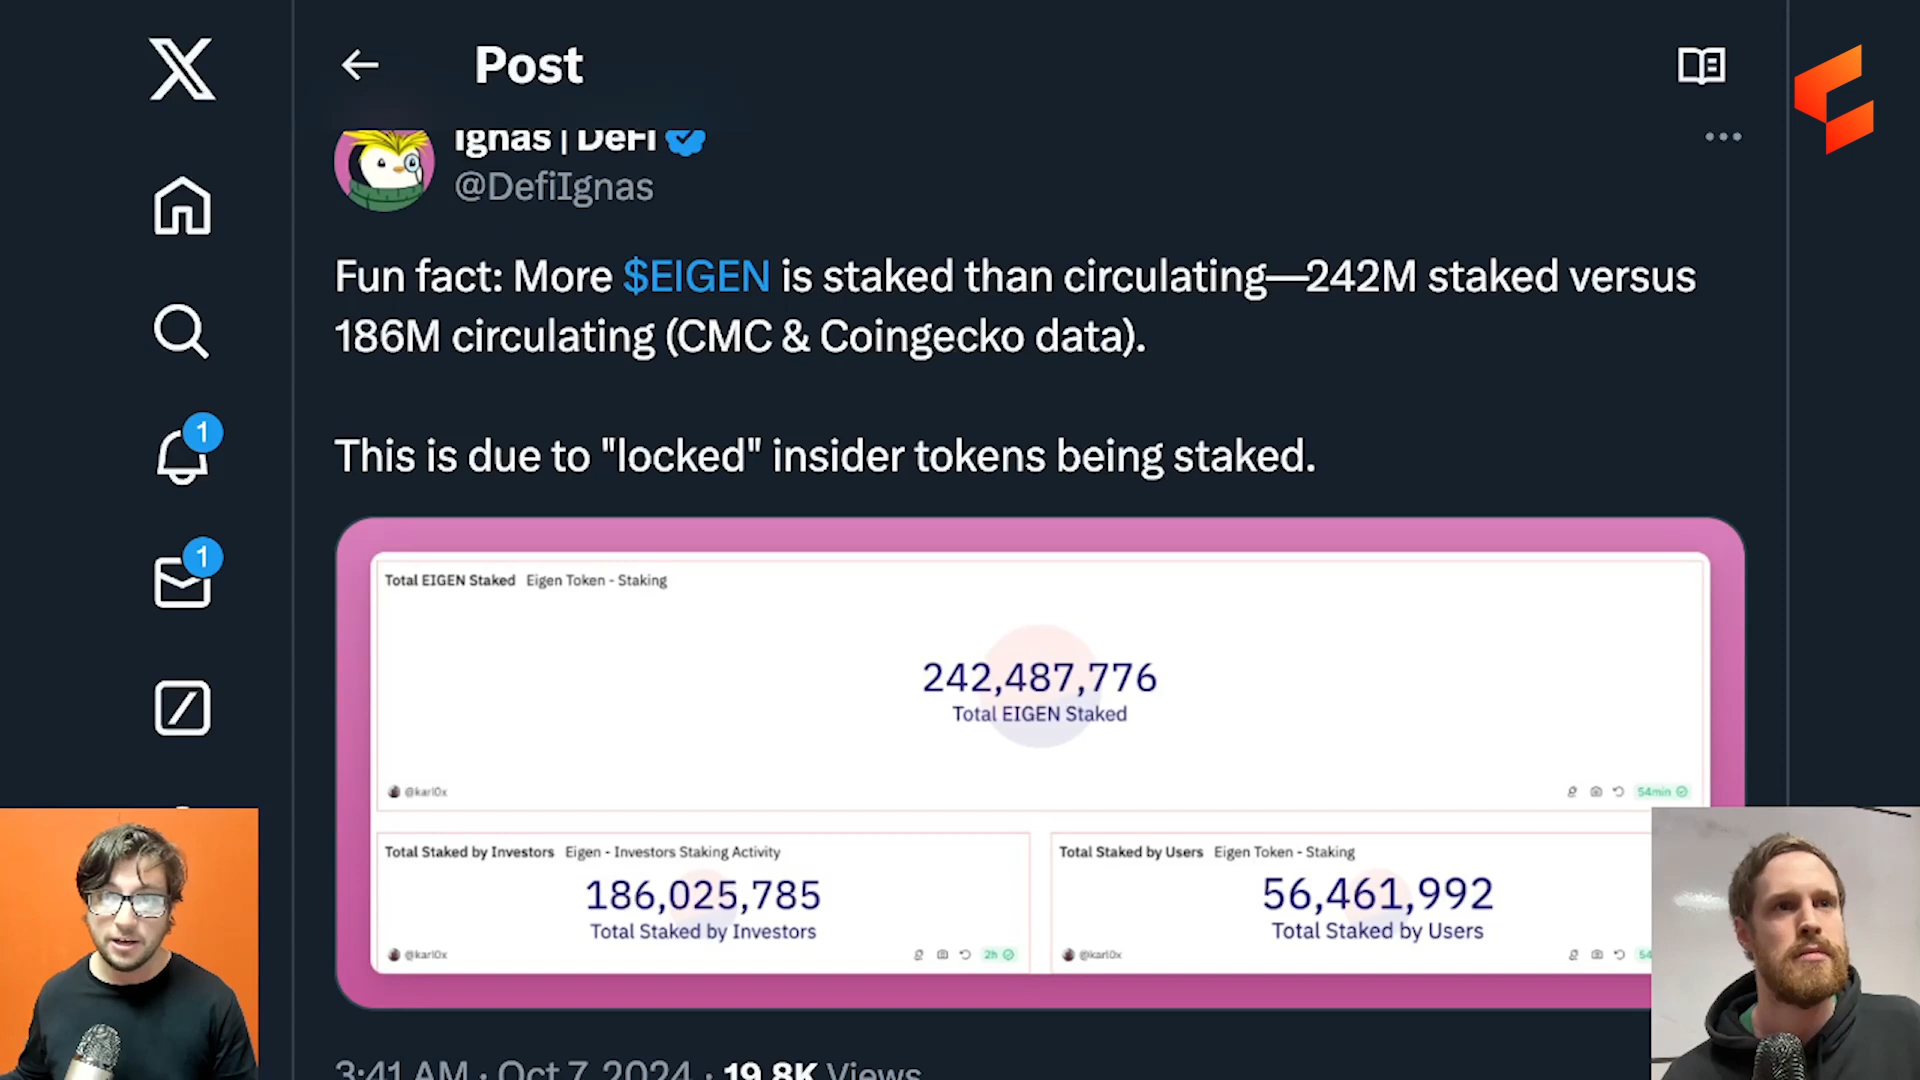 Post
Ignas | DeFi
@DefiIgnas
Fun fact: More $EIGEN is staked than circulating—242M staked versus
186M circulating (CMC & Coingecko data).
This is due to "locked" insider tokens being staked.
1
1
Total EIGEN Staked Eigen Token - Staking
242,487,776
Total EIGEN Staked
@karl0x
54min
Total Staked by Investors Eigen - Investors Staking Activity
186,025,785
Total Staked by Investors
@karl0x
2h
Total Staked by Users Eigen Token - Staking
56,461,992
Total Staked by Users
@karl0x
54
3:41 AM · Oct 7, 2024 · 19.8K Views